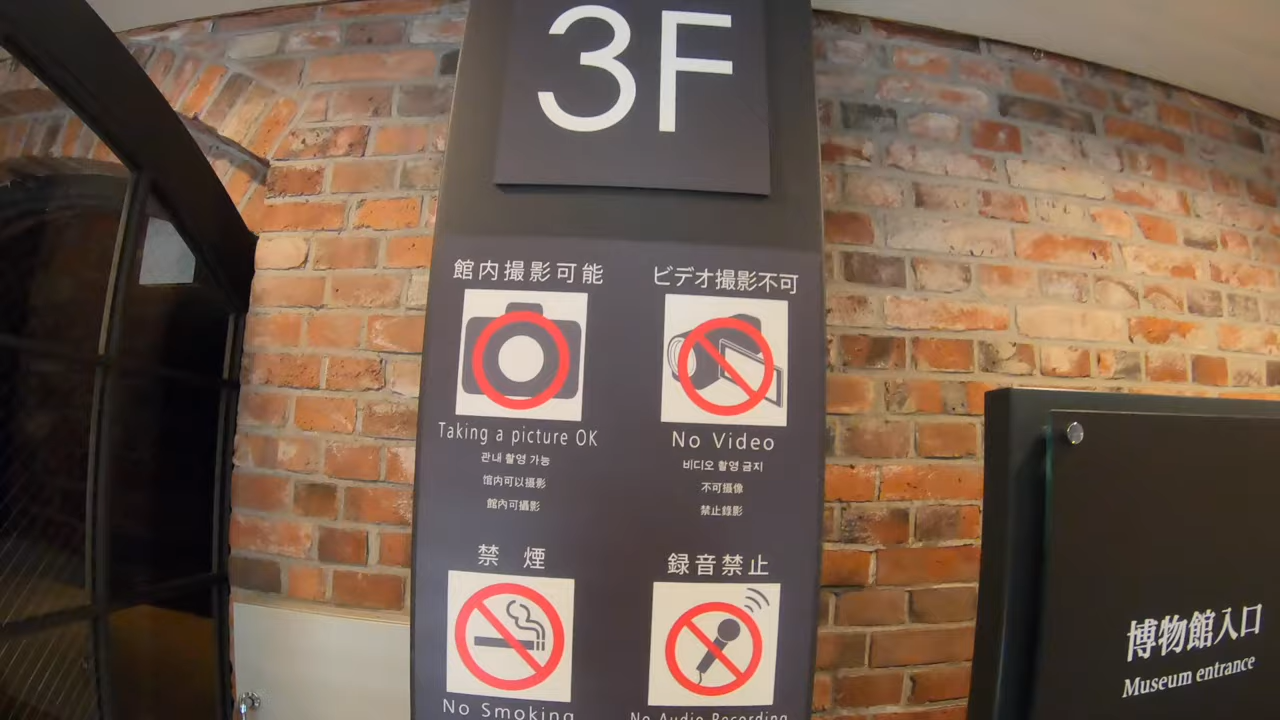 3F
館内撮影可能
Taking a picture OK
관내 촬영 가능
馆内可以摄影
館內可攝影
ビデオ撮影不可
No Video
비디오 촬영 금지
不可摄像
禁止錄影
禁 煙
No Smoking
録音禁止
No Audio Recording
博物館入口
Museum entrance